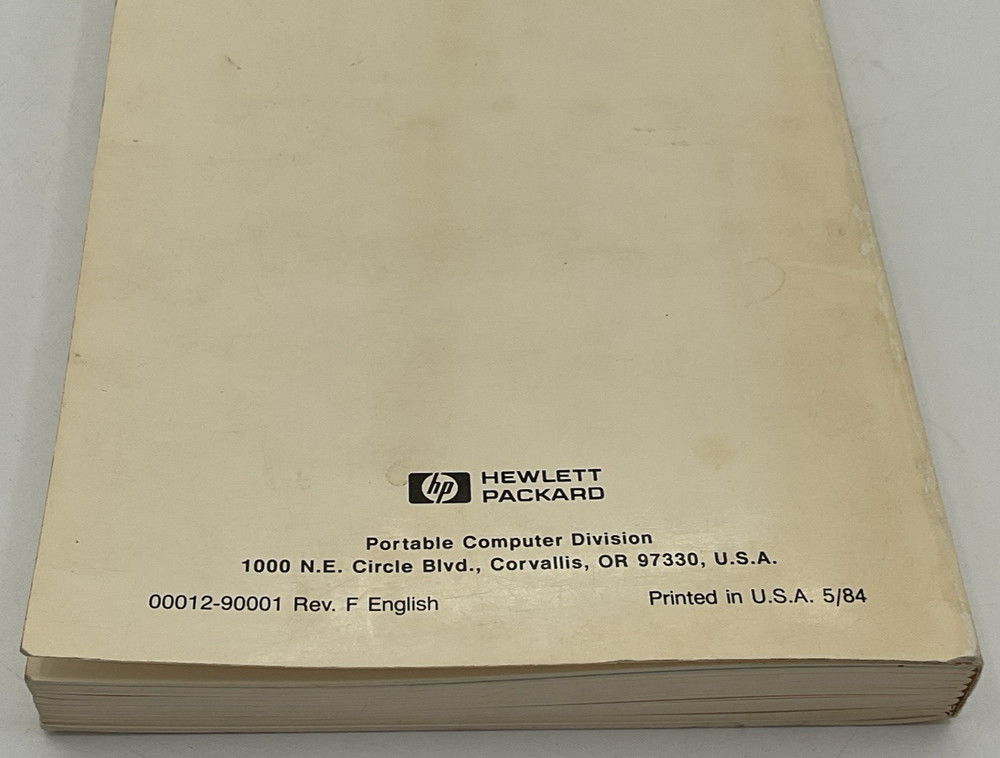 hp HEWLETT
PACKARD
Portable Computer Division
1000 N.E. Circle Blvd., Corvallis, OR 97330, U.S.A.
00012-90001 Rev. F English
Printed in U.S.A. 5/84